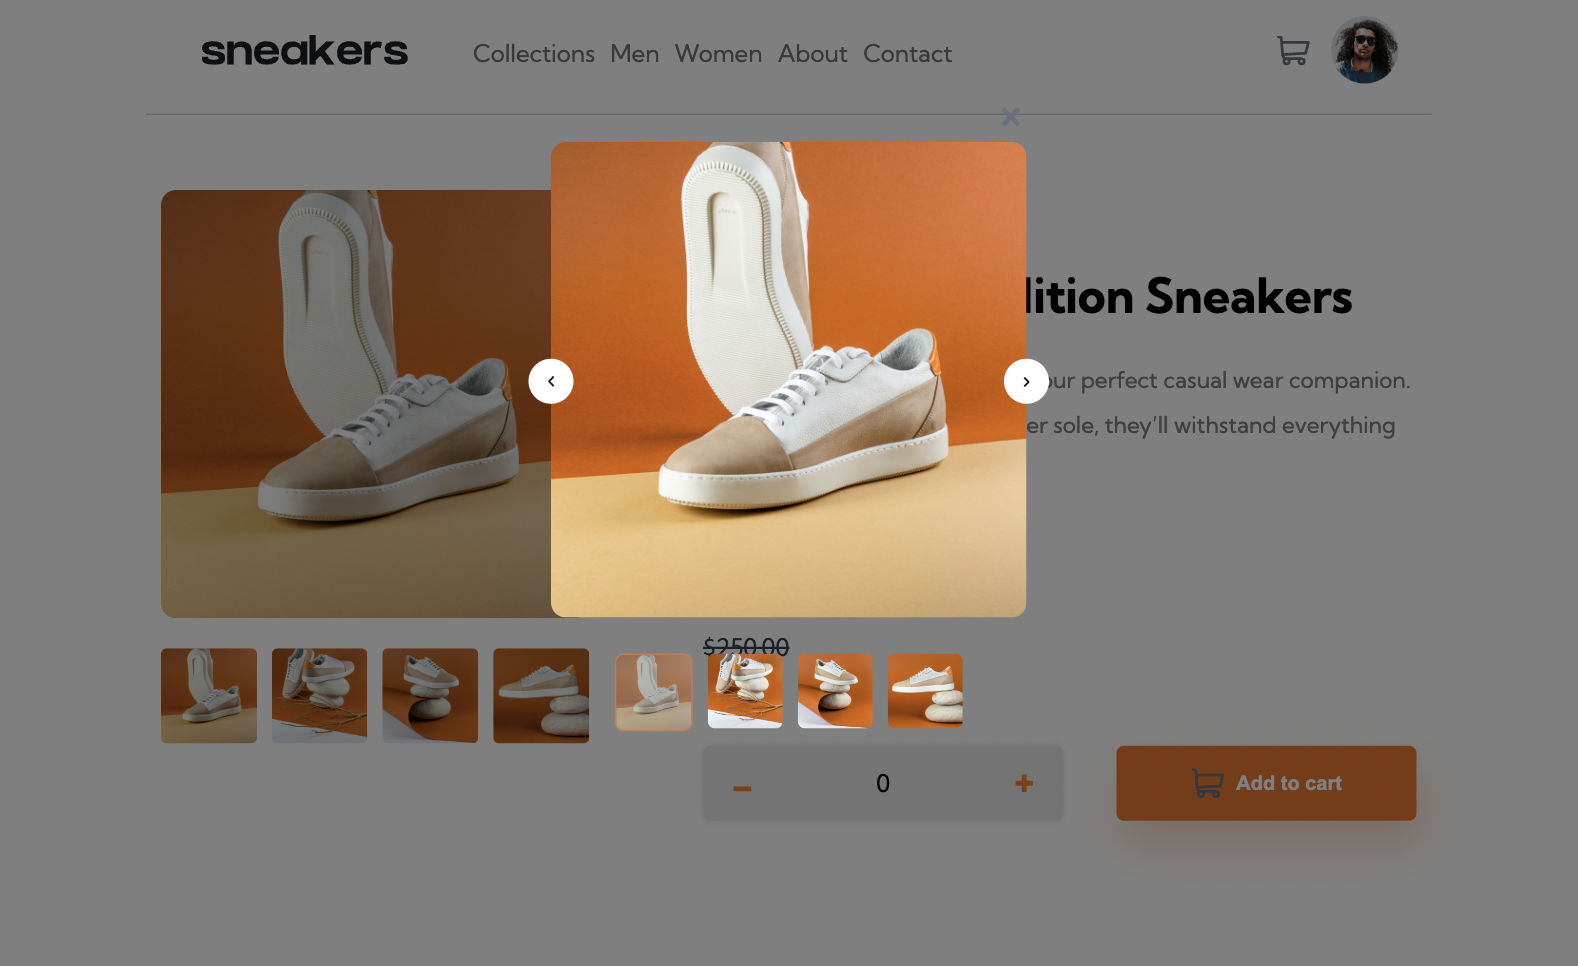 sneakers
Collections Men Women About Contact
×
lition Sneakers
our perfect casual wear companion.
er sole, they’ll withstand everything
‹
›
$250.00
– 0 +
Add to cart